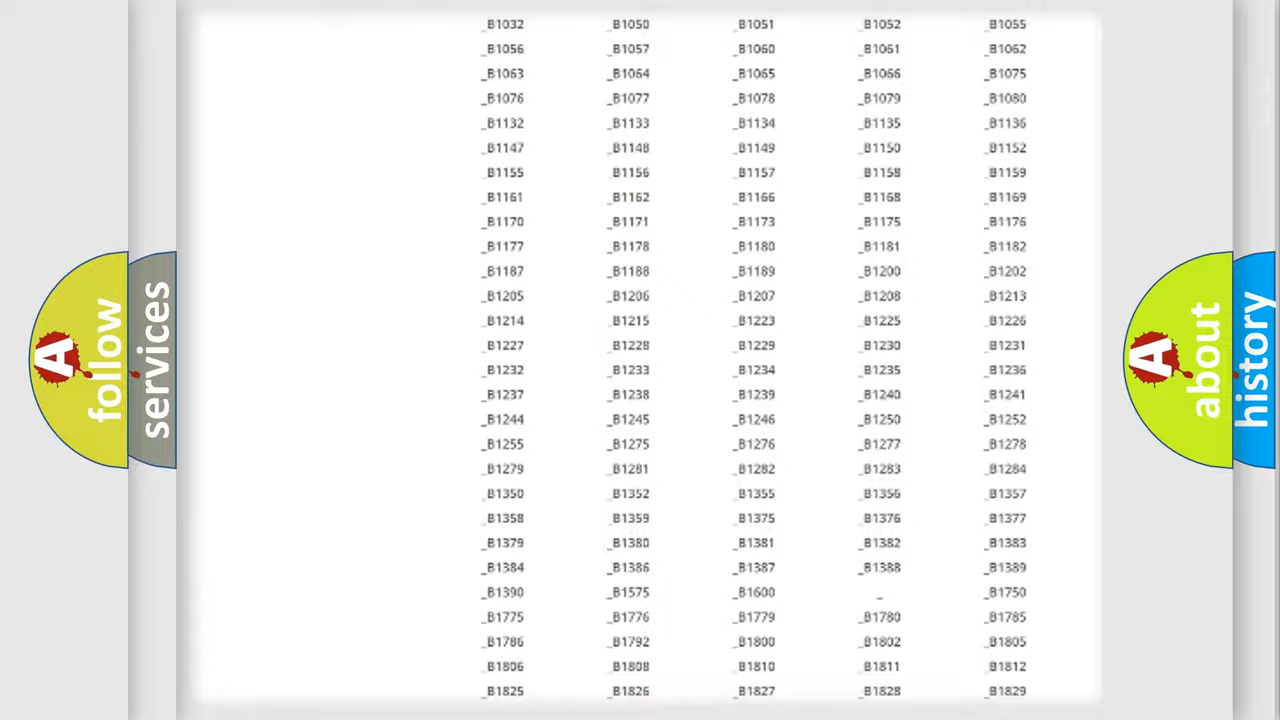 _B1032 _B1050 _B1051 _B1052 _B1055
_B1056 _B1057 _B1060 _B1061 _B1062
_B1063 _B1064 _B1065 _B1066 _B1075
_B1076 _B1077 _B1078 _B1079 _B1080
_B1132 _B1133 _B1134 _B1135 _B1136
_B1147 _B1148 _B1149 _B1150 _B1152
_B1155 _B1156 _B1157 _B1158 _B1159
_B1161 _B1162 _B1166 _B1168 _B1169
_B1170 _B1171 _B1173 _B1175 _B1176
_B1177 _B1178 _B1180 _B1181 _B1182
_B1187 _B1188 _B1189 _B1200 _B1202
_B1205 _B1206 _B1207 _B1208 _B1213
_B1214 _B1215 _B1223 _B1225 _B1226
_B1227 _B1228 _B1229 _B1230 _B1231
_B1232 _B1233 _B1234 _B1235 _B1236
_B1237 _B1238 _B1239 _B1240 _B1241
_B1244 _B1245 _B1246 _B1250 _B1252
_B1255 _B1275 _B1276 _B1277 _B1278
_B1279 _B1281 _B1282 _B1283 _B1284
_B1350 _B1352 _B1355 _B1356 _B1357
_B1358 _B1359 _B1375 _B1376 _B1377
_B1379 _B1380 _B1381 _B1382 _B1383
_B1384 _B1386 _B1387 _B1388 _B1389
_B1390 _B1575 _B1600 _ _B1750
_B1775 _B1776 _B1779 _B1780 _B1785
_B1786 _B1792 _B1800 _B1802 _B1805
_B1806 _B1808 _B1810 _B1811 _B1812
_B1825 _B1826 _B1827 _B1828 _B1829
A
follow
services
A
about
history